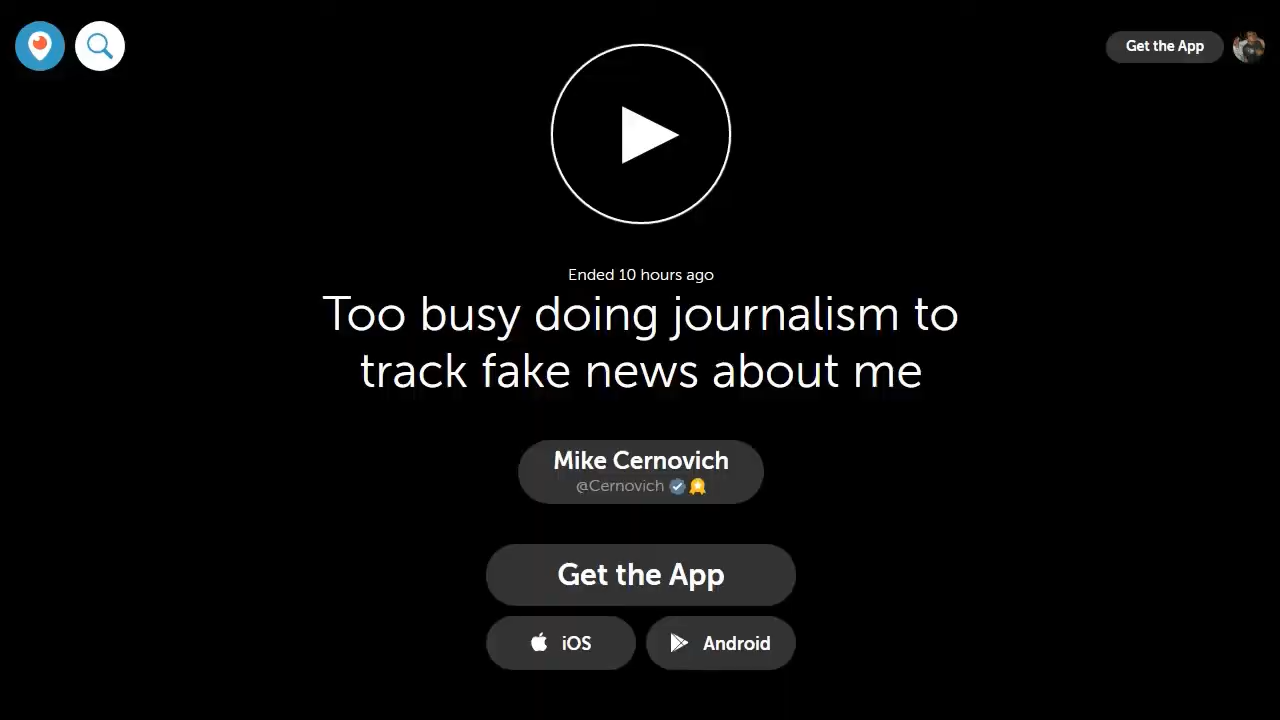 Get the App
Ended 10 hours ago
Too busy doing journalism to
track fake news about me
Mike Cernovich
@Cernovich
Get the App
iOS
Android